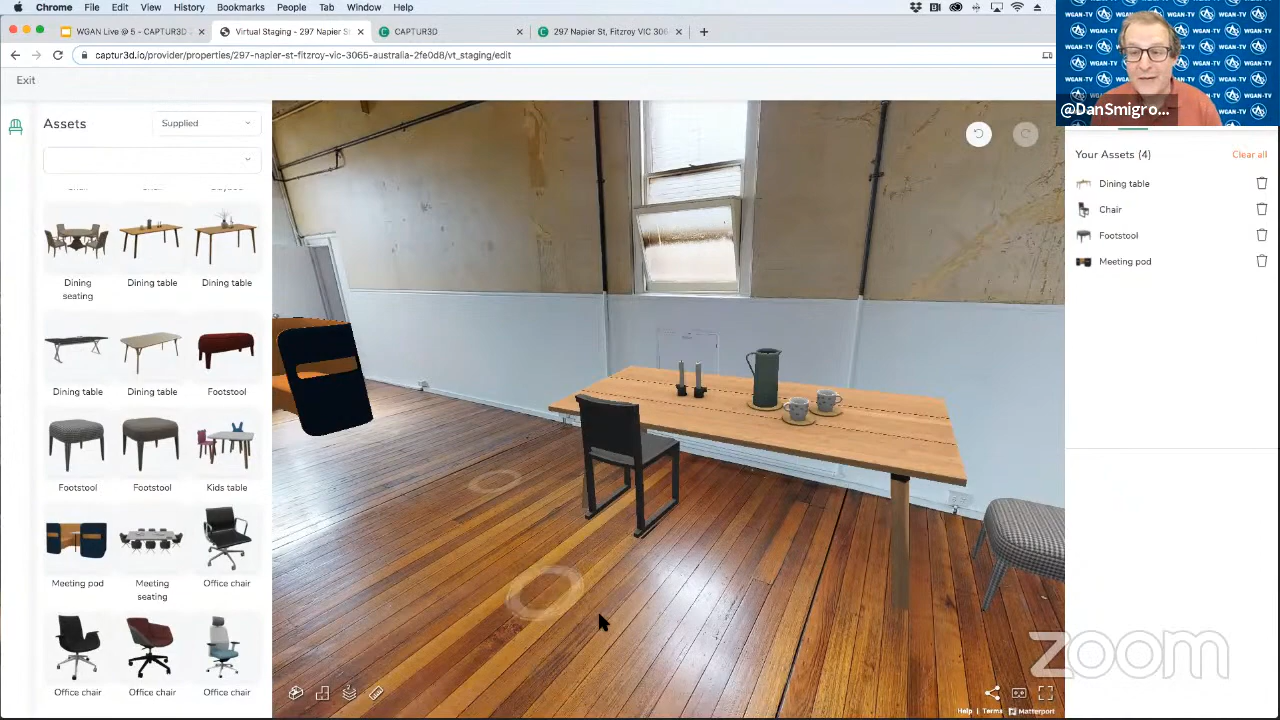 Chrome File Edit View History Bookmarks People Tab Window Help
WGAN Live @ 5 - CAPTUR3D
Virtual Staging - 297 Napier St
CAPTUR3D
297 Napier St, Fitzroy VIC 306
captur3d.io/provider/properties/297-napier-st-fitzroy-vic-3065-australia-2fe0d8/vt_staging/edit
Exit
WGAN-TV
@DanSmigro...
Assets
Supplied
Dining seating
Dining table
Dining table
Dining table
Dining table
Footstool
Footstool
Footstool
Kids table
Meeting pod
Meeting seating
Office chair
Office chair
Office chair
Office chair
Your Assets (4)
Clear all
Dining table
Chair
Footstool
Meeting pod
zoom
Help | Terms
Matterport